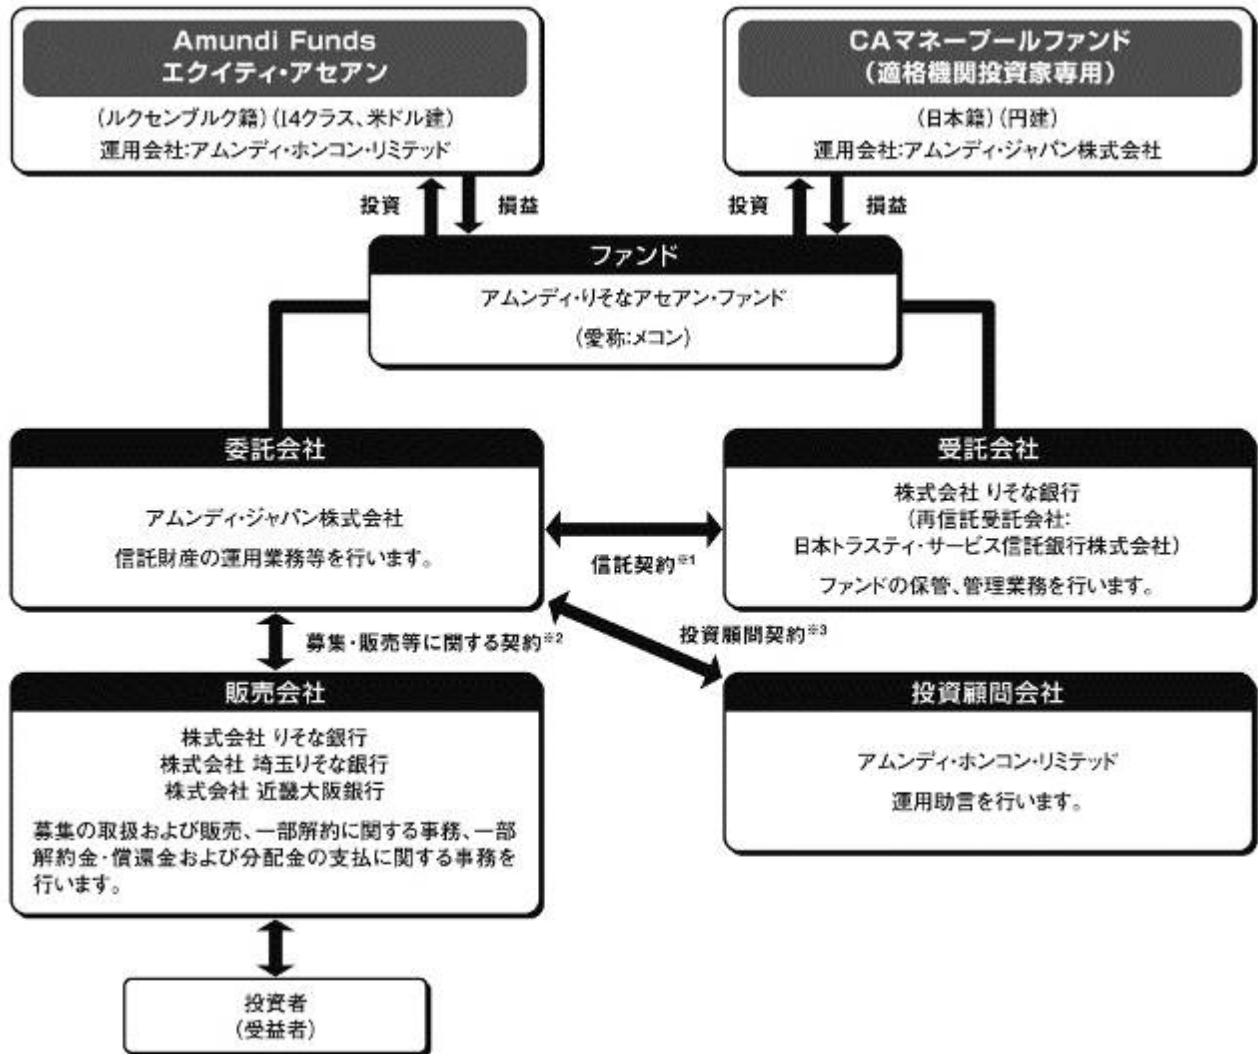 Amundi Funds
エクイティ・アセアン
(ルクセンブルク籍)(I4クラス、米ドル建)
運用会社:アムンディ・ホンコン・リミテッド
CAマネープールファンド
(適格機関投資家専用)
(日本籍)(円建)
運用会社:アムンディ・ジャパン株式会社
投資
損益
投資
損益
ファンド
アムンディ・りそなアセアン・ファンド
(愛称:メコン)
委託会社
アムンディ・ジャパン株式会社
信託財産の運用業務等を行います。
信託契約※1
受託会社
株式会社 りそな銀行
(再信託受託会社:
日本トラスティ・サービス信託銀行株式会社)
ファンドの保管、管理業務を行います。
募集・販売等に関する契約※2
投資顧問契約※3
販売会社
株式会社 りそな銀行
株式会社 埼玉りそな銀行
株式会社 近畿大阪銀行
募集の取扱および販売、一部解約に関する事務、一部
解約金・償還金および分配金の支払に関する事務を
行います。
投資顧問会社
アムンディ・ホンコン・リミテッド
運用助言を行います。
投資者
(受益者)